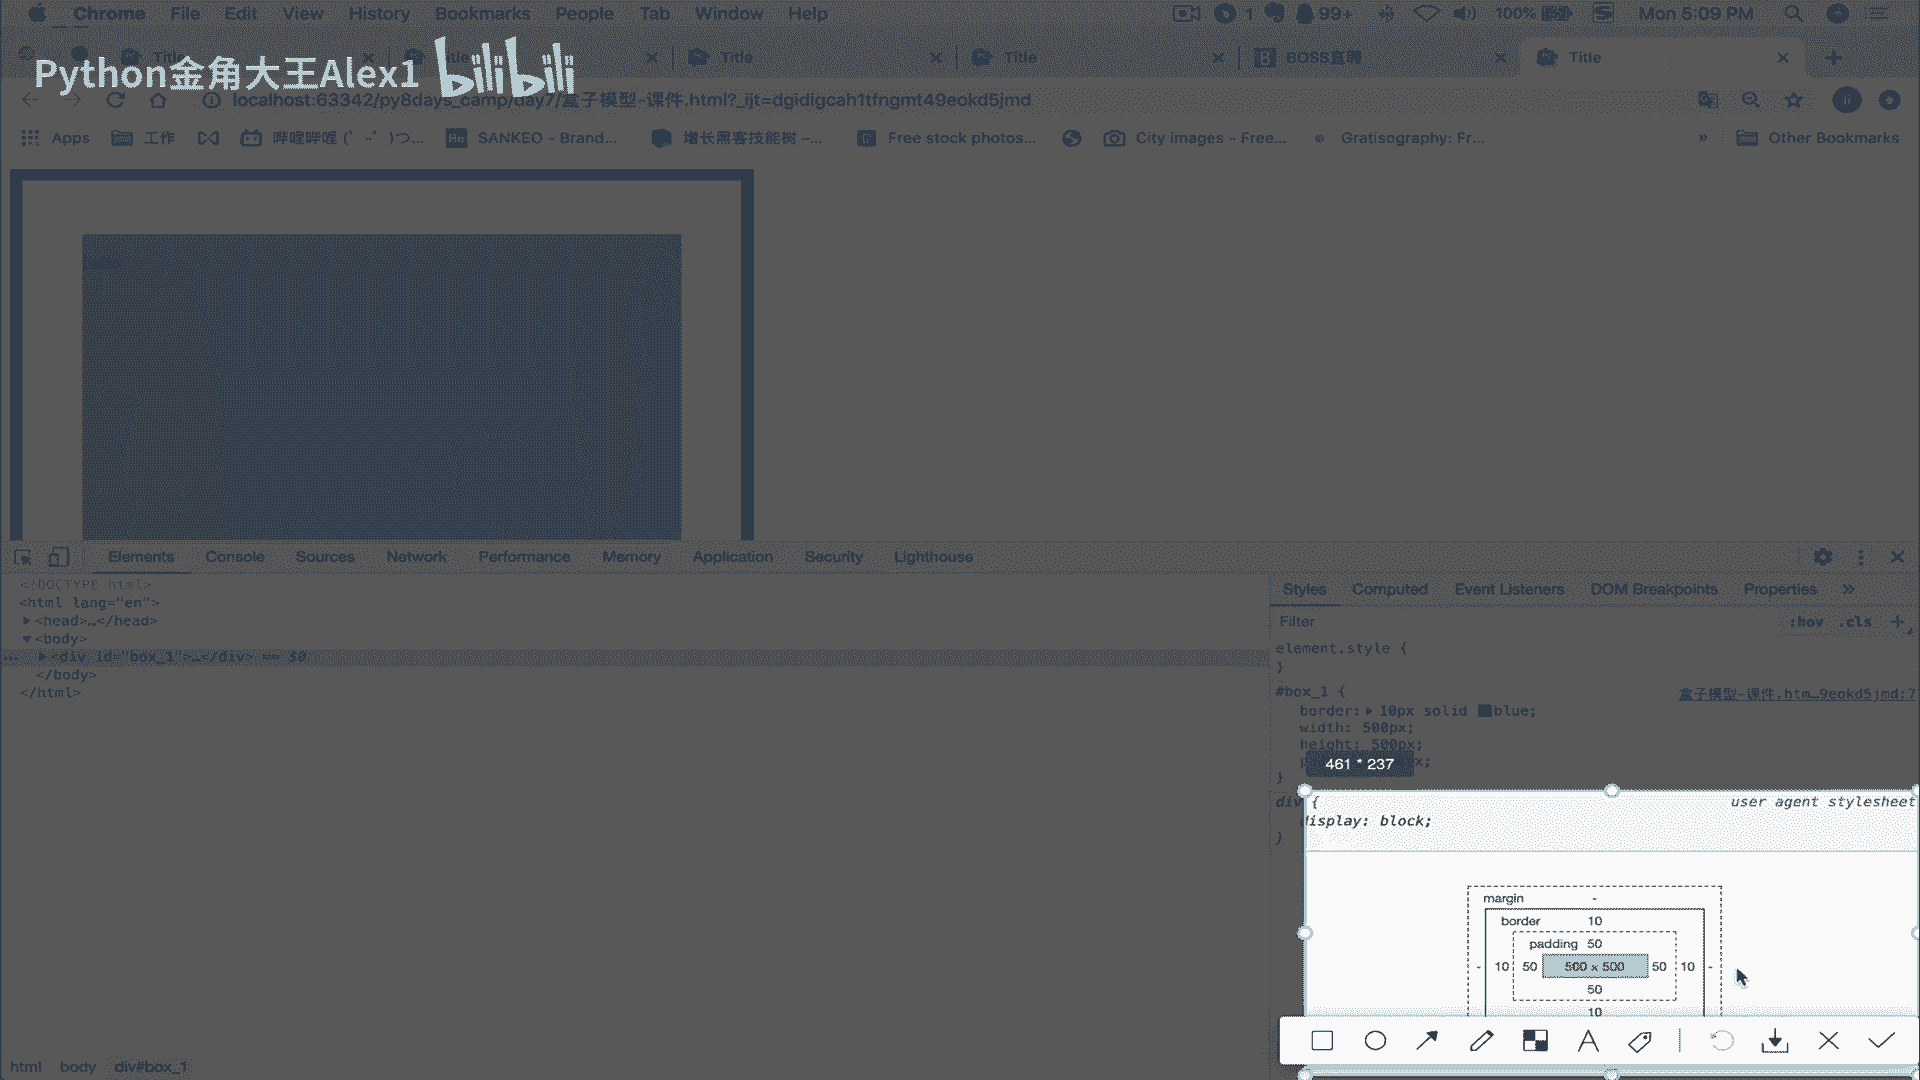 Chrome File Edit View History Bookmarks People Tab Window Help 1 99+ 100% Mon 5:09 PM
Title Title Title Title BOSS直聘 Title
Python金角大王Alex1 bilibili
localhost:63342/py8days_camp/day7/盒子模型-课件.html?_ijt=dgidigcah1tfngmt49eokd5jmd
Apps 工作 哔哩哔哩 (゜-゜)つ... SANKEO - Brand... 增长黑客技能树 –... Free stock photos... City images - Free... Gratisography: Fr... » Other Bookmarks
Elements Console Sources Network Performance Memory Application Security Lighthouse
<!DOCTYPE html>
<html lang="en">
<head>…</head>
<body>
<div id="box_1">…</div> == $0
</body>
</html>
html body div#box_1
Styles Computed Event Listeners DOM Breakpoints Properties »
Filter :hov .cls +
element.style {
}
#box_1 { 盒子模型-课件.htm…9eokd5jmd:7
border: 10px solid blue;
width: 500px;
height: 500px;
461 * 237 x;
}
div { user agent stylesheet
display: block;
}
margin -
border 10
padding 50
- 10 50 500 × 500 50 10 -
50
10
A